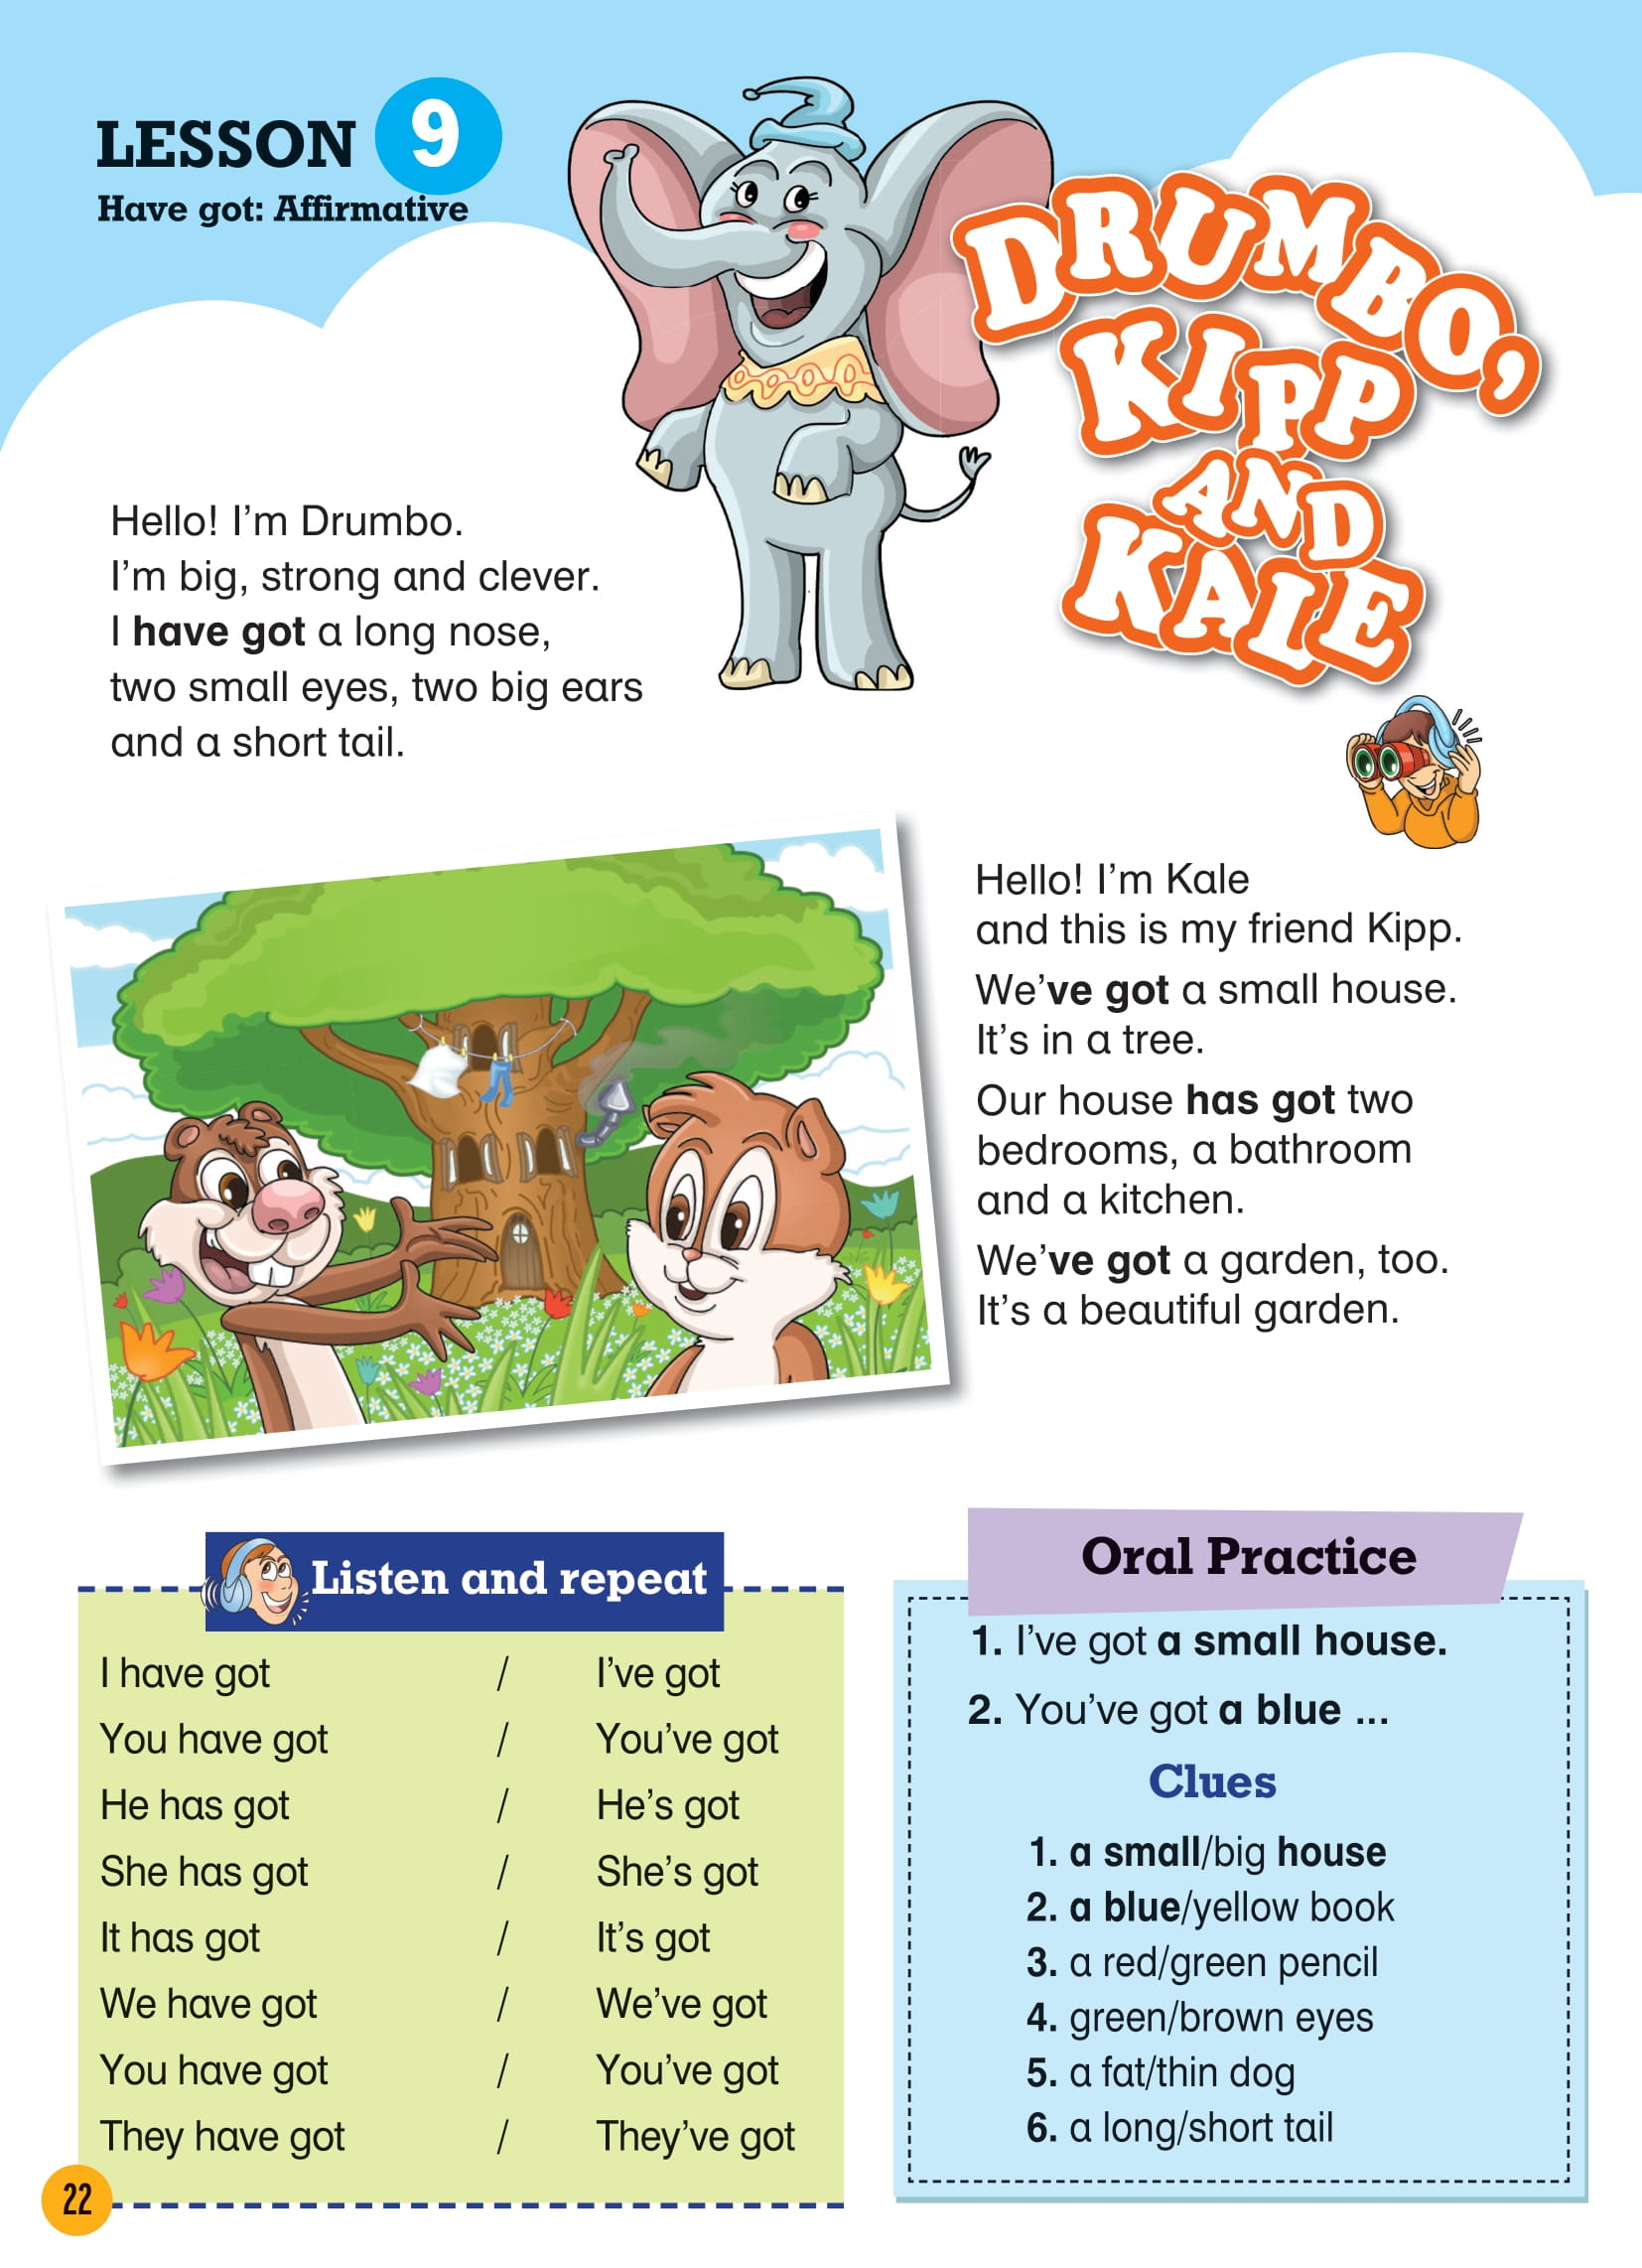 LESSON 9
Have got: Affirmative
DRUMBO,
KIPP
AND
KALE
Hello! I'm Drumbo.
I'm big, strong and clever.
I have got a long nose,
two small eyes, two big ears
and a short tail.
Hello! I'm Kale
and this is my friend Kipp.
We've got a small house.
It's in a tree.
Our house has got two
bedrooms, a bathroom
and a kitchen.
We've got a garden, too.
It's a beautiful garden.
Listen and repeat
I have got / I've got
You have got / You've got
He has got / He's got
She has got / She's got
It has got / It's got
We have got / We've got
You have got / You've got
They have got / They've got
Oral Practice
1. I've got a small house.
2. You've got a blue ...
Clues
1. a small/big house
2. a blue/yellow book
3. a red/green pencil
4. green/brown eyes
5. a fat/thin dog
6. a long/short tail
22